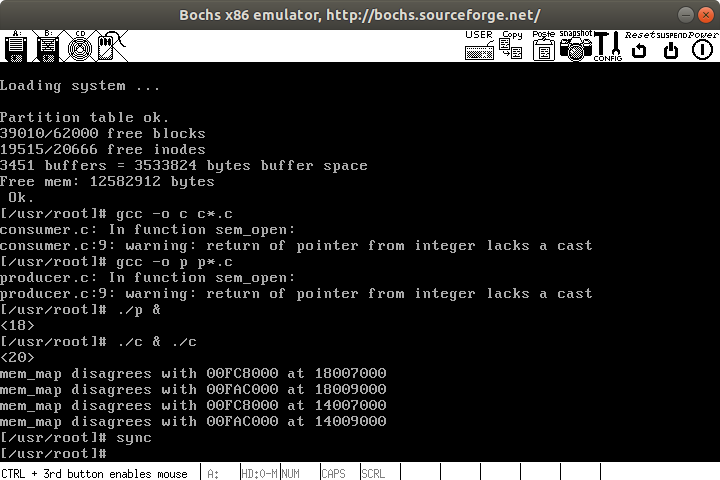 Bochs x86 emulator, http://bochs.sourceforge.net/
A: B: CD USER Copy Paste snapshot CONFIG Reset SUSPEND Power
Loading system ...
Partition table ok.
39010/62000 free blocks
19515/20666 free inodes
3451 buffers = 3533824 bytes buffer space
Free mem: 12582912 bytes
Ok.
[/usr/root]# gcc -o c c*.c
consumer.c: In function sem_open:
consumer.c:9: warning: return of pointer from integer lacks a cast
[/usr/root]# gcc -o p p*.c
producer.c: In function sem_open:
producer.c:9: warning: return of pointer from integer lacks a cast
[/usr/root]# ./p &
<18>
[/usr/root]# ./c & ./c
<20>
mem_map disagrees with 00FC8000 at 18007000
mem_map disagrees with 00FAC000 at 18009000
mem_map disagrees with 00FC8000 at 14007000
mem_map disagrees with 00FAC000 at 14009000
[/usr/root]# sync
[/usr/root]#
CTRL + 3rd button enables mouse A: HD:0-M NUM CAPS SCRL